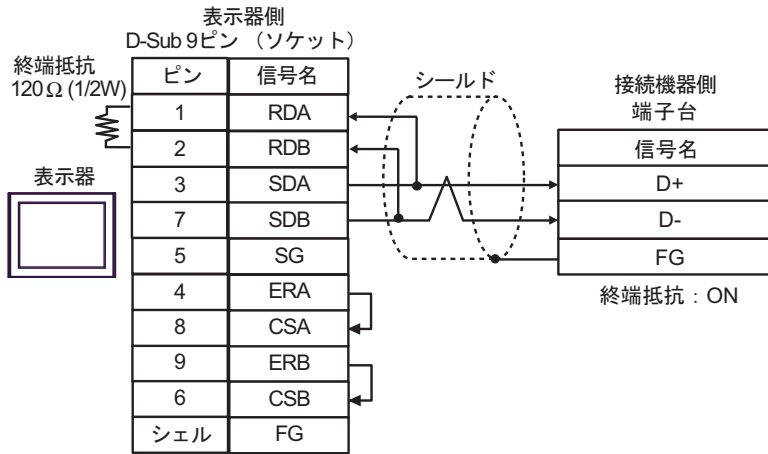 表示器側
D-Sub 9ピン （ソケット）
終端抵抗
120Ω (1/2W)
ピン 信号名
1 RDA
2 RDB
3 SDA
7 SDB
5 SG
4 ERA
8 CSA
9 ERB
6 CSB
シェル FG
表示器
シールド
接続機器側
端子台
信号名
D+
D-
FG
終端抵抗：ON